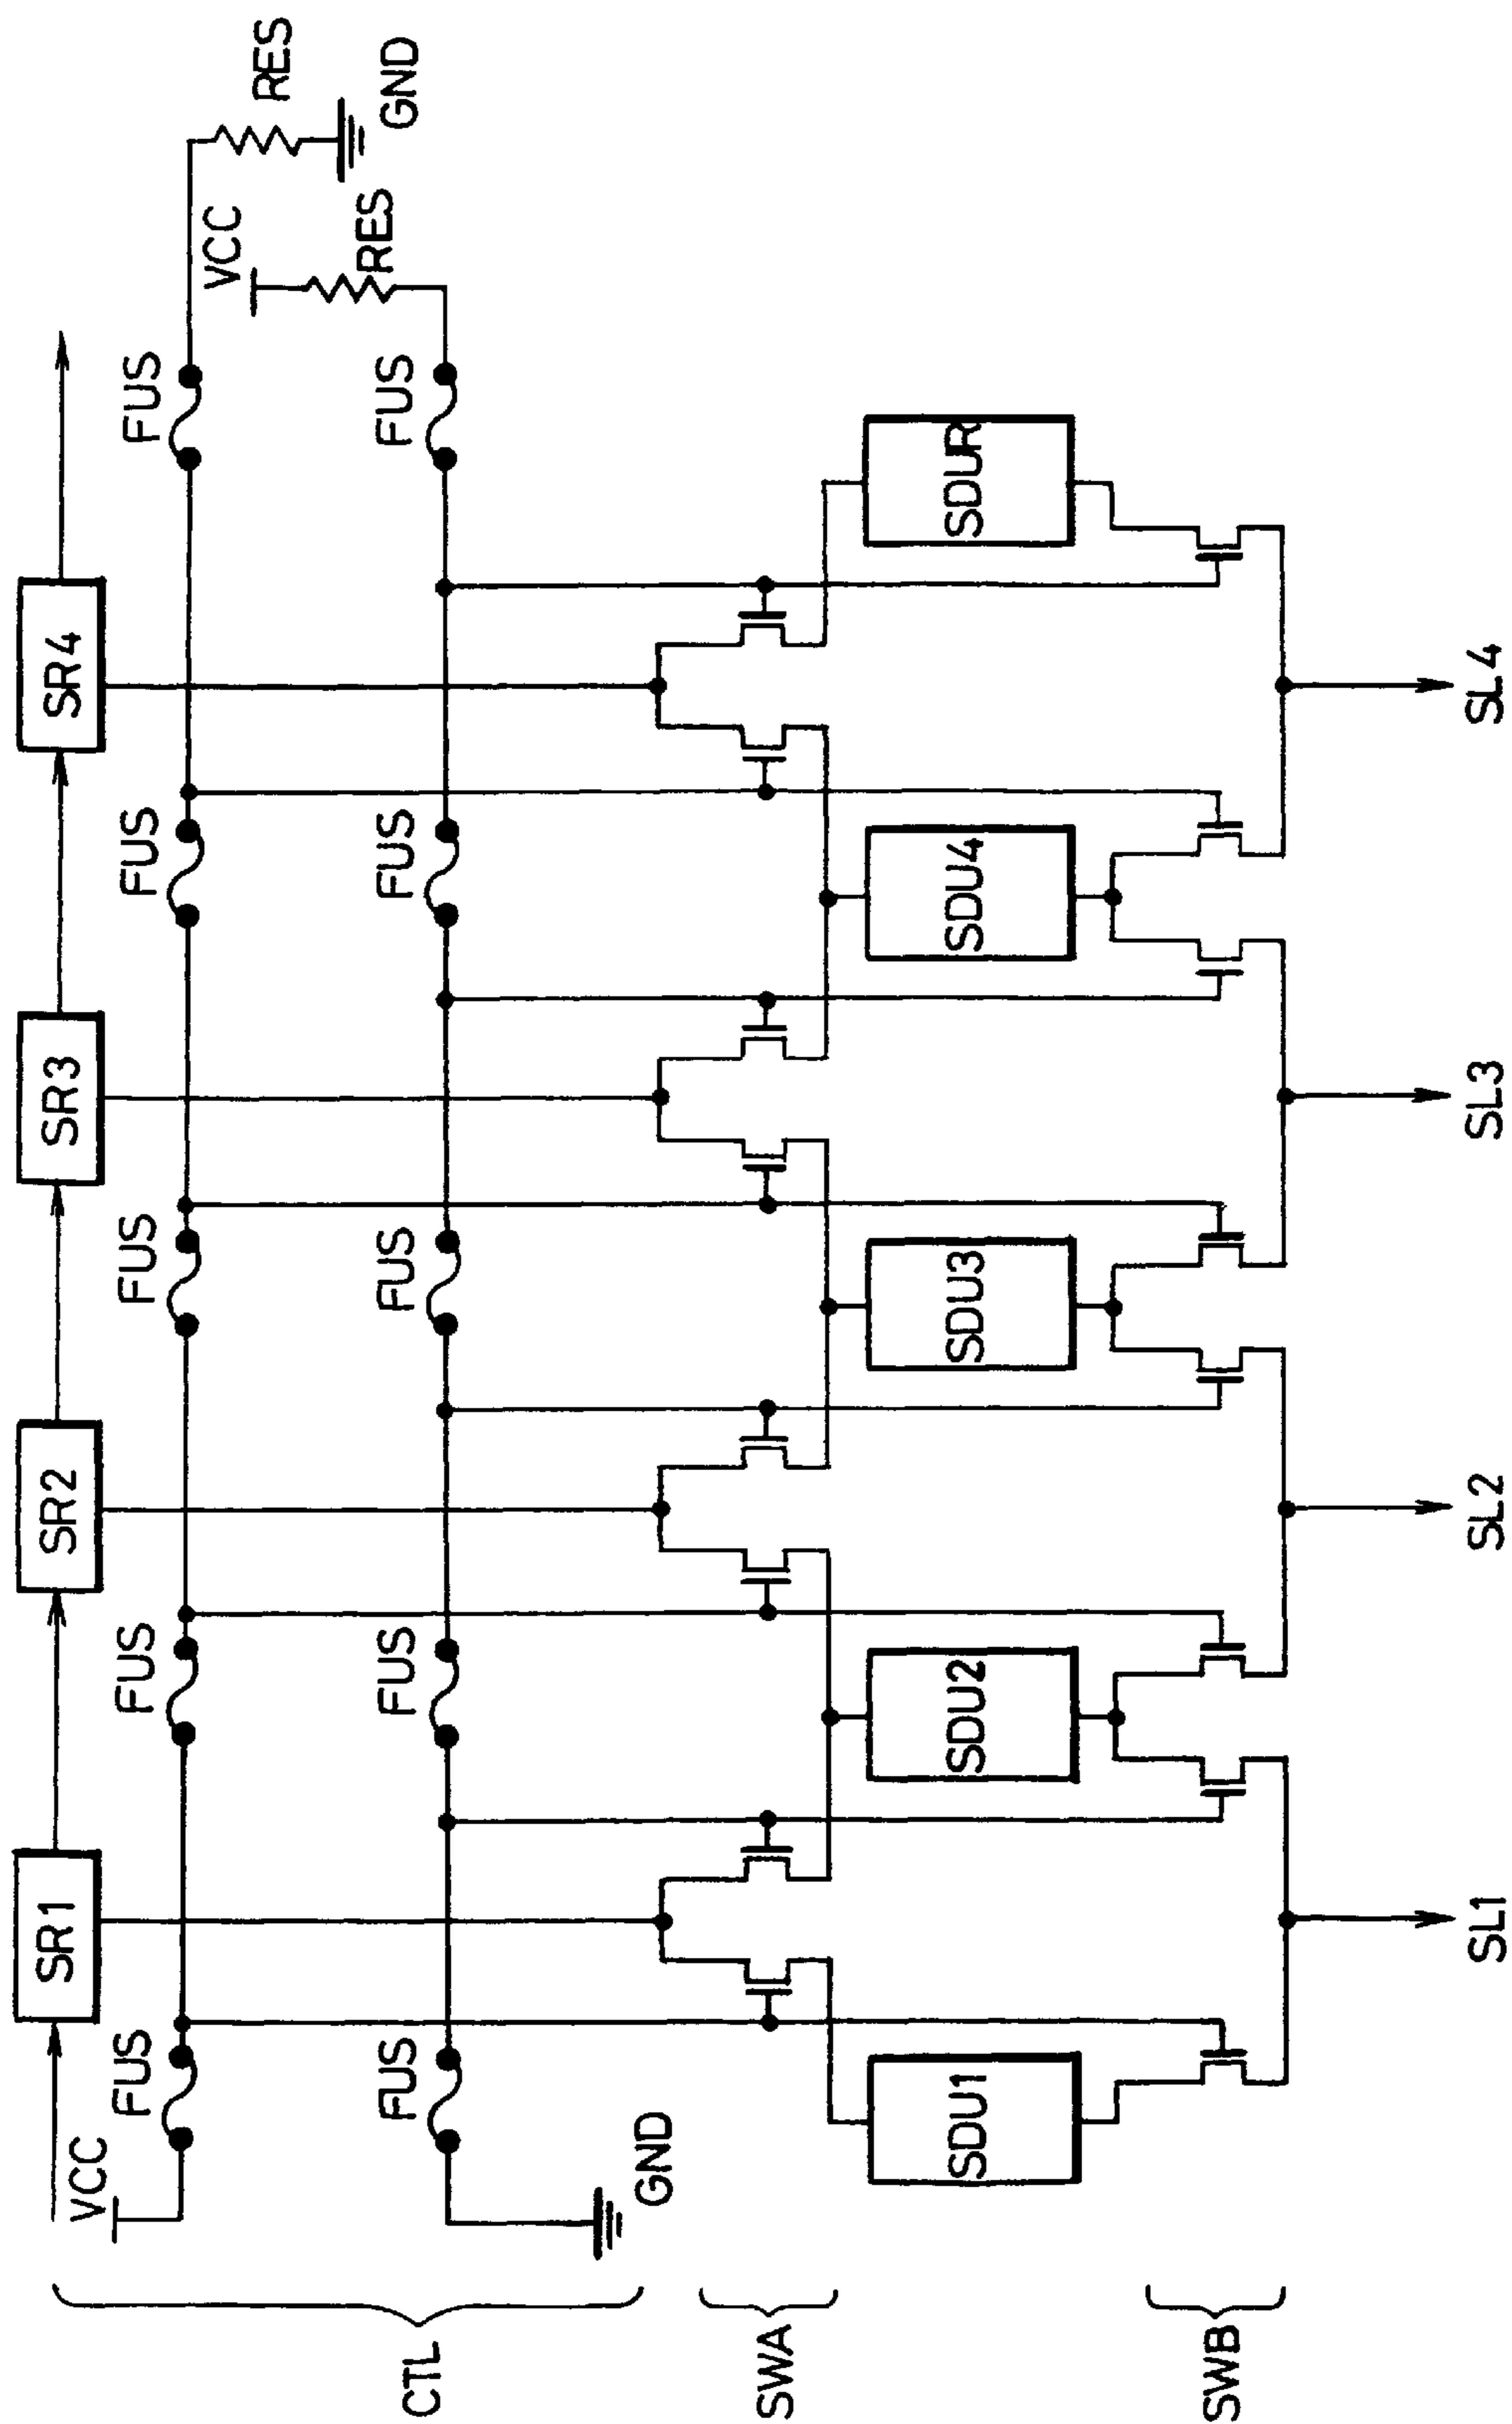 SR1
SR2
SR3
SR4
VCC
FUS
FUS
FUS
FUS
FUS
RES
GND
VCC
RES
FUS
FUS
FUS
FUS
FUS
GND
CTL
SWA
SDU1
SDU2
SDU3
SDU4
SDUR
SWB
SL1
SL2
SL3
SL4